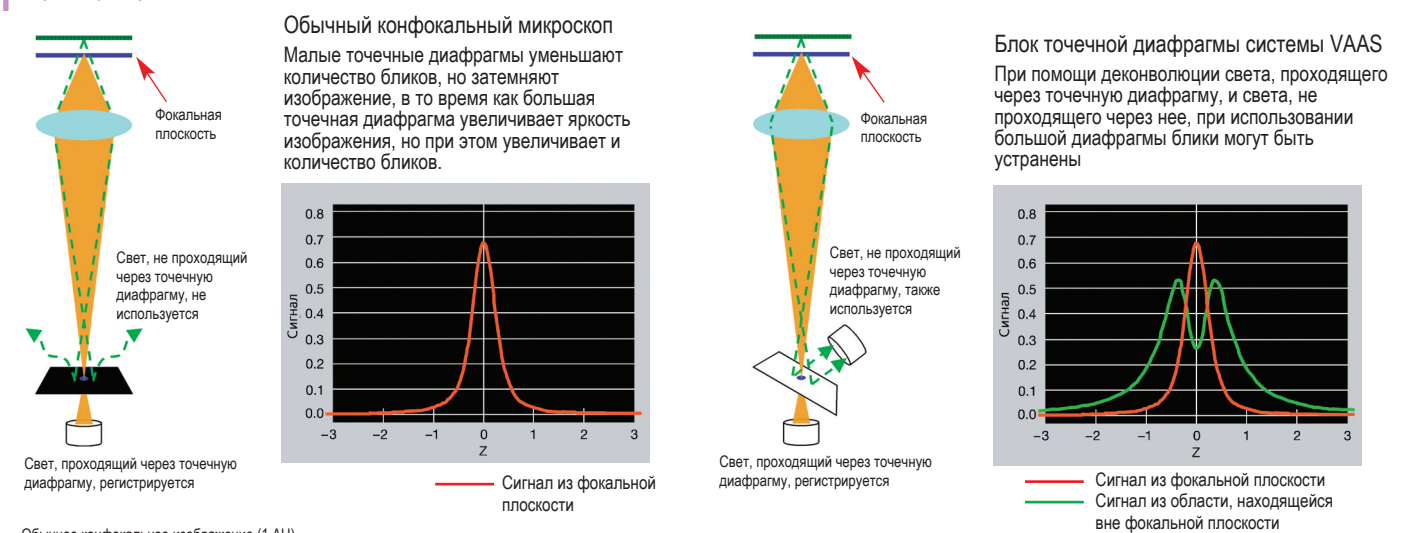 Обычный конфокальный микроскоп
Малые точечные диафрагмы уменьшают
количество бликов, но затемняют
изображение, в то время как большая
точечная диафрагма увеличивает яркость
изображения, но при этом увеличивает и
количество бликов.
Фокальная
плоскость
Свет, не проходящий
через точечную
диафрагму, не
используется
Свет, проходящий через точечную
диафрагму, регистрируется
Сигнал
0.8
0.7
0.6
0.5
0.4
0.3
0.2
0.1
0.0
−3 −2 −1 0 1 2 3
Z
Сигнал из фокальной
плоскости
Блок точечной диафрагмы системы VAAS
При помощи деконволюции света, проходящего
через точечную диафрагму, и света, не
проходящего через нее, при использовании
большой диафрагмы блики могут быть
устранены
Фокальная
плоскость
Свет, не проходящий
через точечную
диафрагму, также
используется
Свет, проходящий через точечную
диафрагму, регистрируется
Сигнал
0.8
0.7
0.6
0.5
0.4
0.3
0.2
0.1
0.0
−3 −2 −1 0 1 2 3
Z
Сигнал из фокальной плоскости
Сигнал из области, находящейся
вне фокальной плоскости